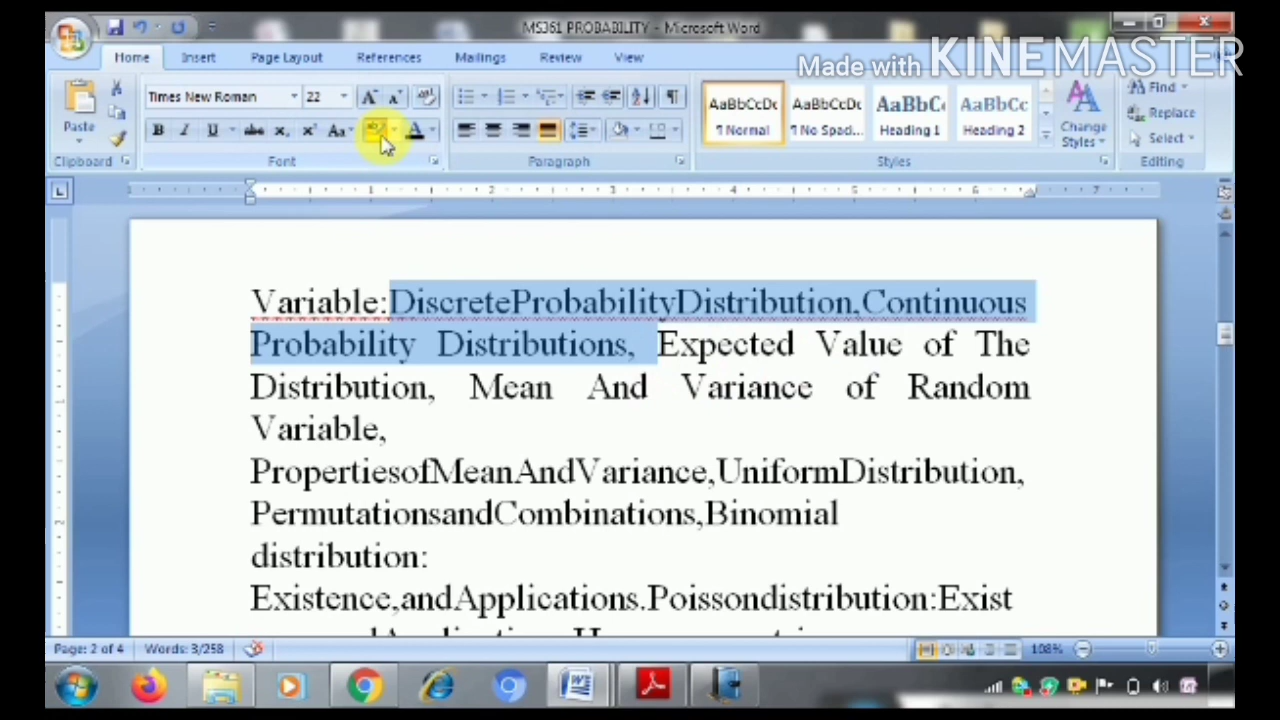 MS361 PROBABILITY - Microsoft Word
Made with KINEMASTER
Home Insert Page Layout References Mailings Review View
Paste
Clipboard
Times New Roman 22
Font
Paragraph
AaBbCcDc AaBbCcDc AaBbCc AaBbCc
¶ Normal ¶ No Spad... Heading 1 Heading 2
Change Styles
Styles
Find
Replace
Select
Editing
Variable:DiscreteProbabilityDistribution,Continuous
Probability Distributions, Expected Value of The
Distribution, Mean And Variance of Random
Variable,
PropertiesofMeanAndVariance,UniformDistribution,
PermutationsandCombinations,Binomial
distribution:
Existence,andApplications.Poissondistribution:Exist
Page: 2 of 4 Words: 3/258 108%